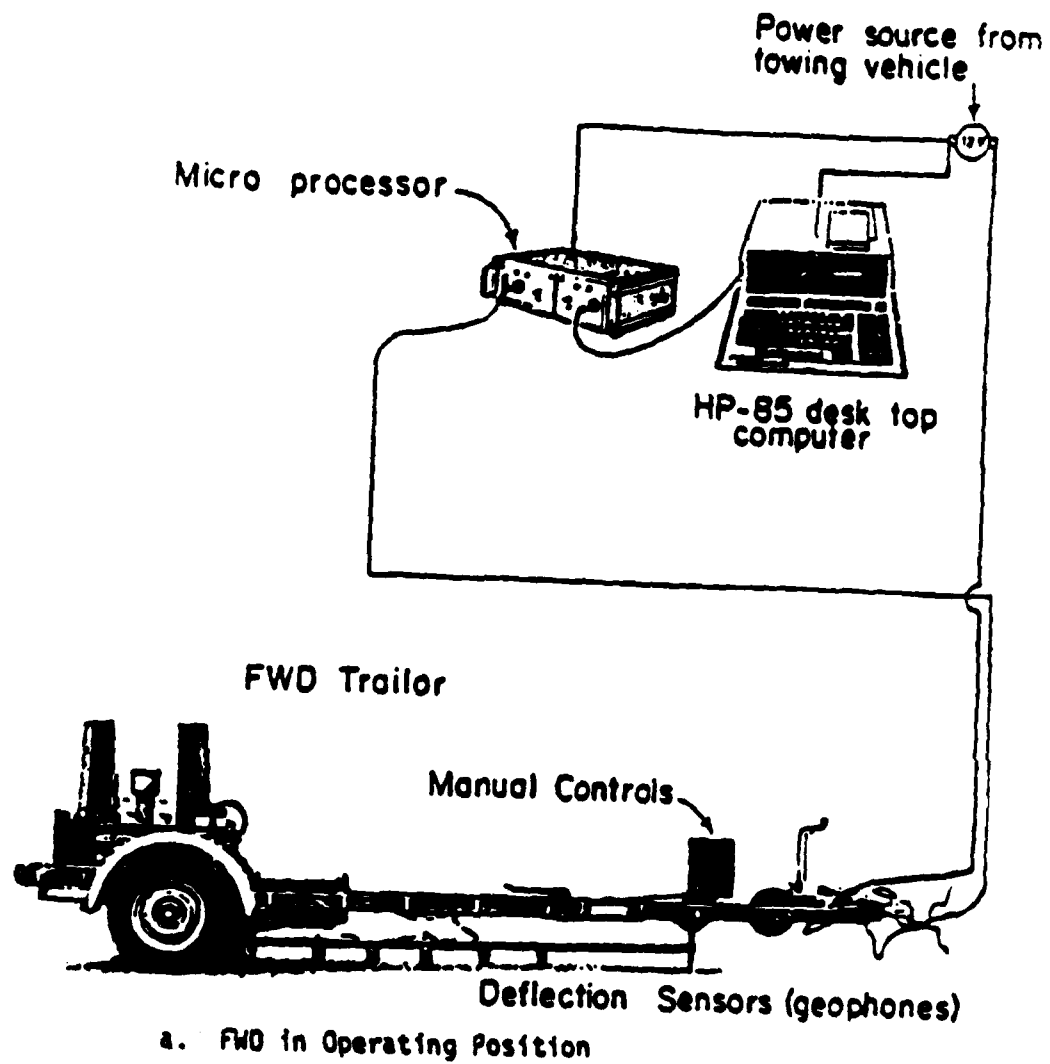 Power source from
towing vehicle
12 V
Micro processor
HP-85 desk top
computer
FWD Trailor
Manual Controls
Deflection Sensors (geophones)
a. FWD in Operating Position